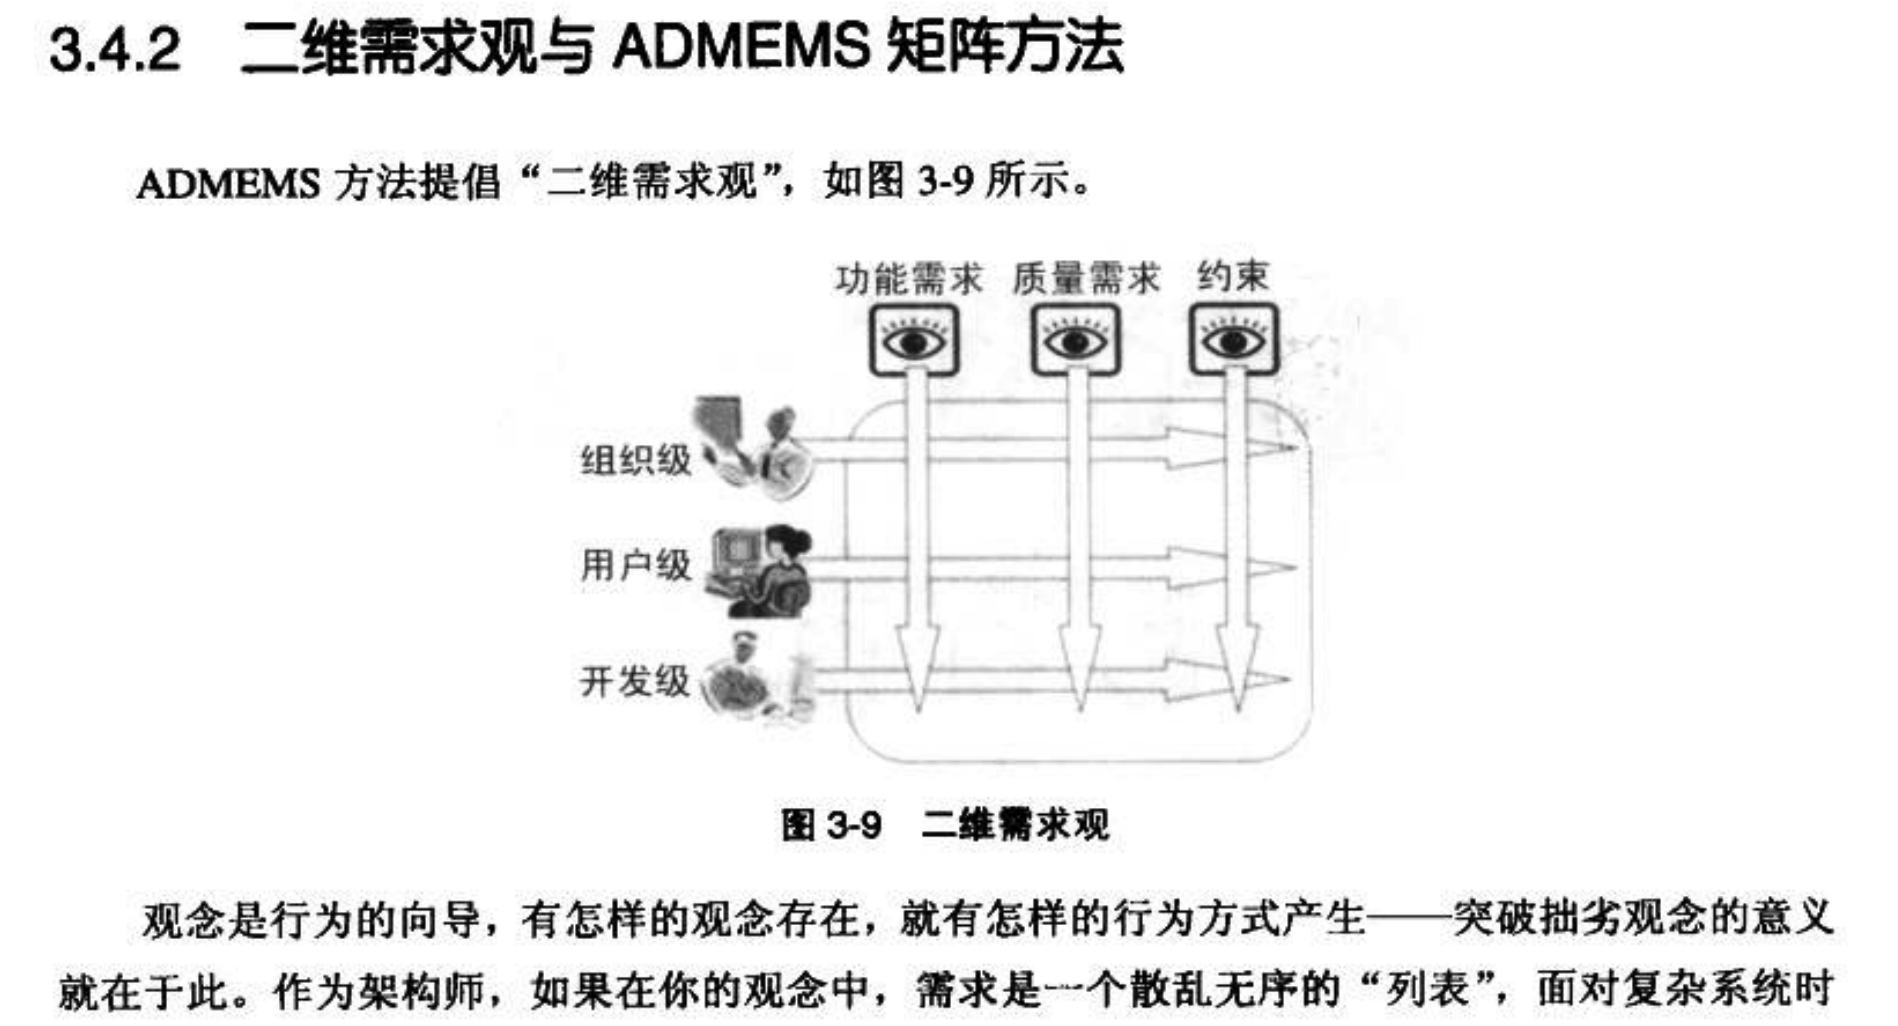 3.4.2 二维需求观与 ADMEMS 矩阵方法
ADMEMS 方法提倡“二维需求观”，如图 3-9 所示。
功能需求 质量需求 约束
组织级
用户级
开发级
图 3-9 二维需求观
观念是行为的向导，有怎样的观念存在，就有怎样的行为方式产生——突破拙劣观念的意义
就在于此。作为架构师，如果在你的观念中，需求是一个散乱无序的“列表”，面对复杂系统时